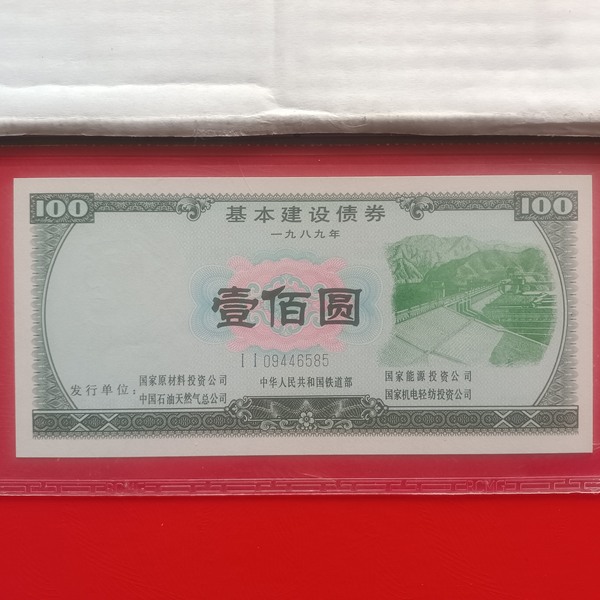 100 基本建设债券 100
一九八九年
壹佰圆
II 09446585
发行单位：
国家原材料投资公司 中华人民共和国铁道部 国家能源投资公司
中国石油天然气总公司 国家机电轻纺投资公司